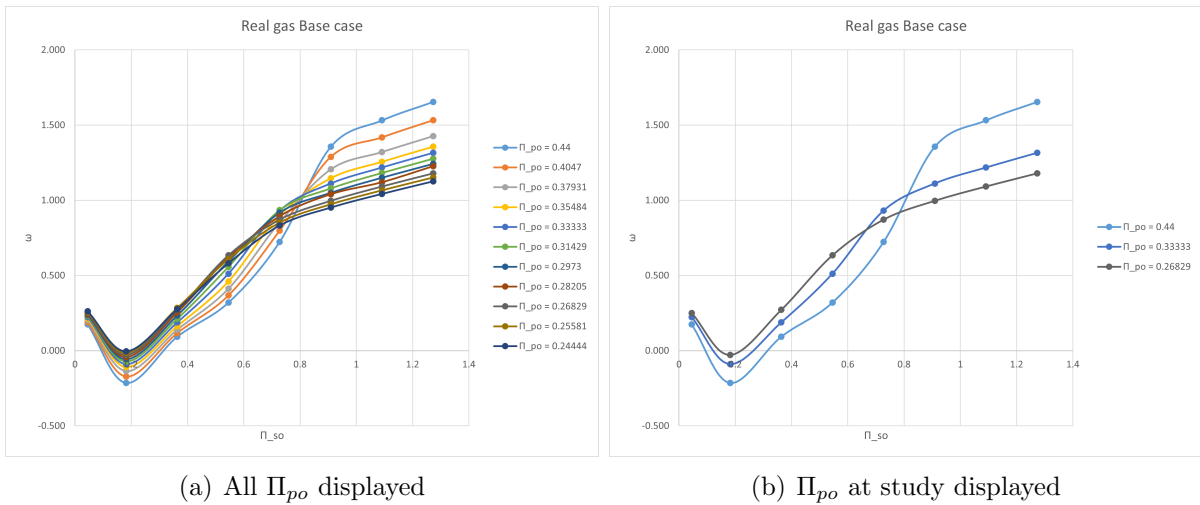 Real gas Base case
2.000
1.500
1.000
0.500
0.000
-0.500
0
0.2
0.4
0.6
0.8
1
1.2
1.4
ω
Π_so
Π_po = 0.44
Π_po = 0.4047
Π_po = 0.37931
Π_po = 0.35484
Π_po = 0.33333
Π_po = 0.31429
Π_po = 0.2973
Π_po = 0.28205
Π_po = 0.26829
Π_po = 0.25581
Π_po = 0.24444
(a) All Πpo displayed
Real gas Base case
2.000
1.500
1.000
0.500
0.000
-0.500
0
0.2
0.4
0.6
0.8
1
1.2
1.4
ω
Π_so
Π_po = 0.44
Π_po = 0.33333
Π_po = 0.26829
(b) Πpo at study displayed